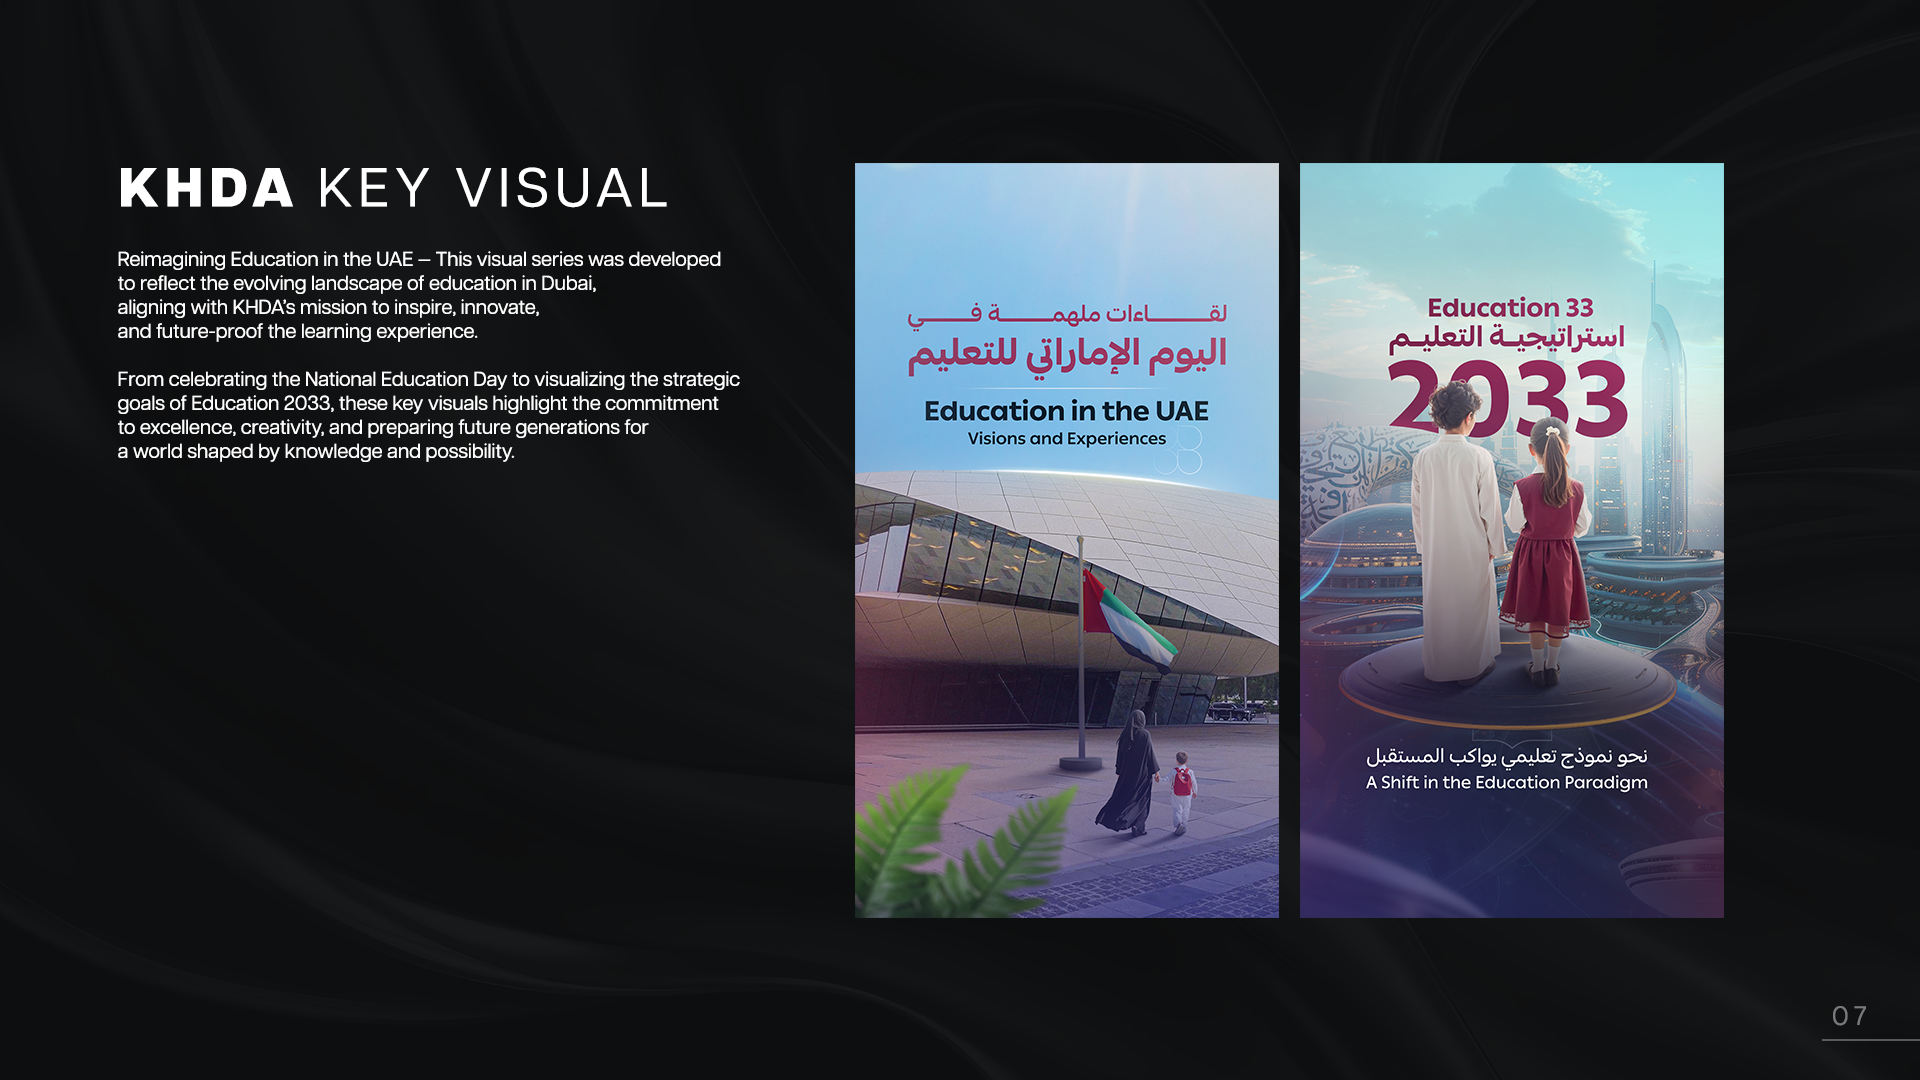 KHDA KEY VISUAL
Reimagining Education in the UAE – This visual series was developed
to reflect the evolving landscape of education in Dubai,
aligning with KHDA's mission to inspire, innovate,
and future-proof the learning experience.
From celebrating the National Education Day to visualizing the strategic
goals of Education 2033, these key visuals highlight the commitment
to excellence, creativity, and preparing future generations for
a world shaped by knowledge and possibility.
لقـــاءات ملهمـــة فـــي
اليوم الإماراتي للتعليم
Education in the UAE
Visions and Experiences
Education 33
استراتيجيـة التعليـم
2033
نحو نموذج تعليمي يواكب المستقبل
A Shift in the Education Paradigm
07